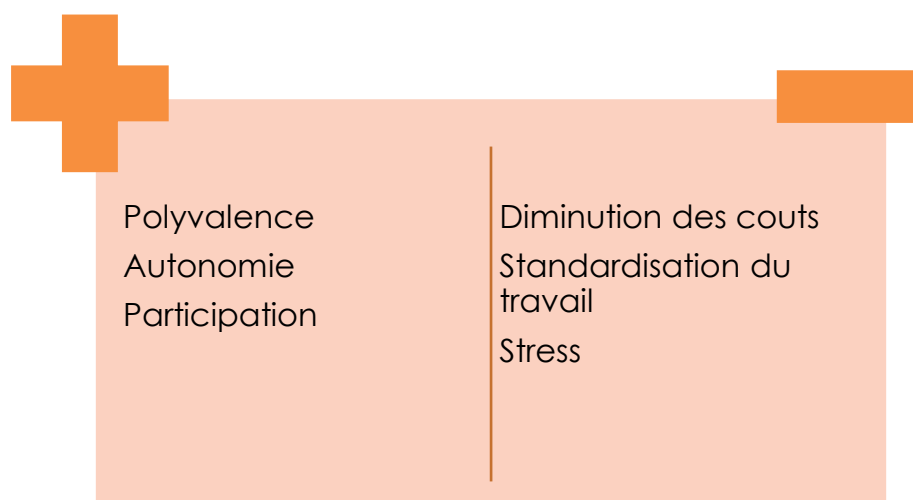 Polyvalence
Autonomie
Participation
Diminution des couts
Standardisation du
travail
Stress